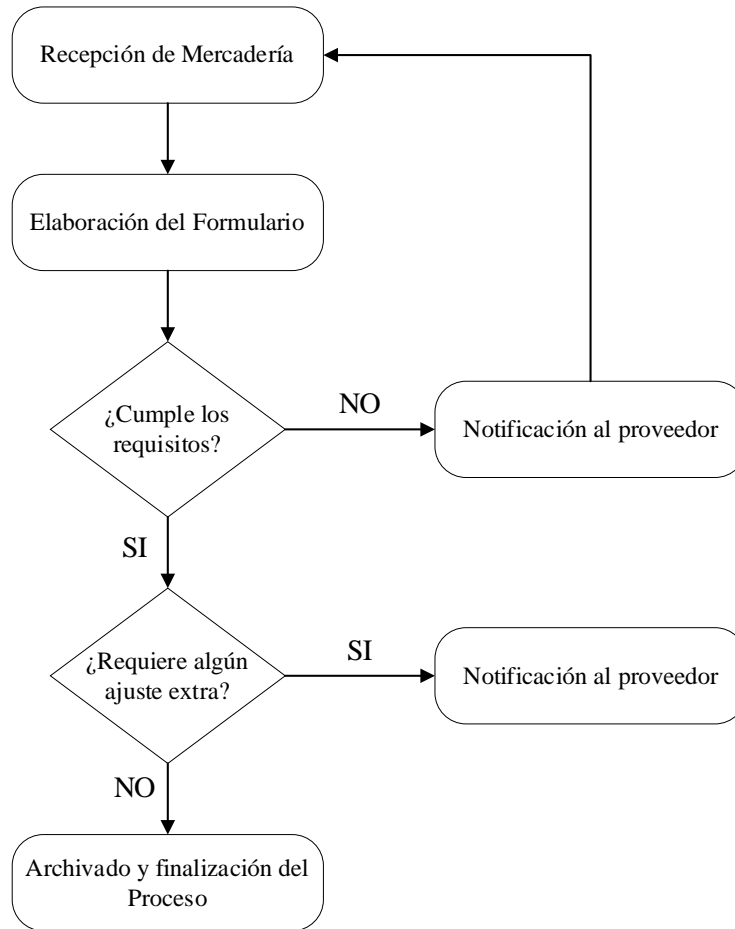 Recepción de Mercadería
Elaboración del Formulario
¿Cumple los
requisitos?
NO
Notificación al proveedor
SI
¿Requiere algún
ajuste extra?
SI
Notificación al proveedor
NO
Archivado y finalización del
Proceso